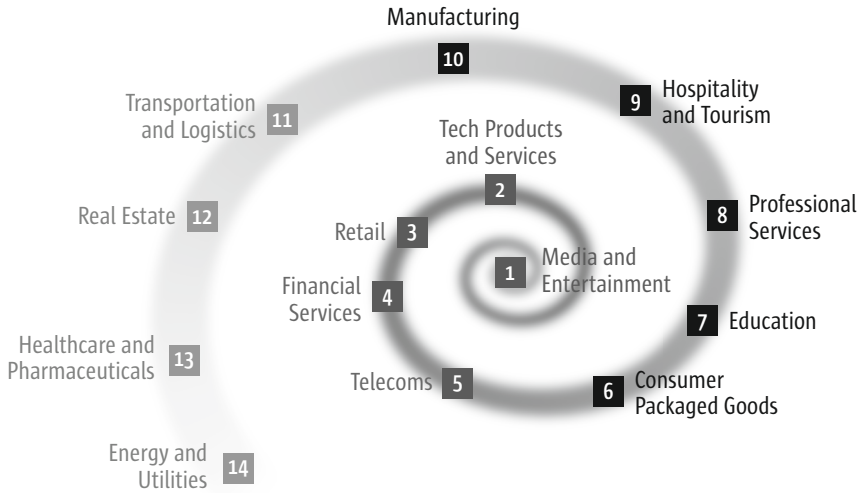 Manufacturing
10
Hospitality
and Tourism
9
Transportation
and Logistics
11
Tech Products
and Services
2
Real Estate
12
Retail
3
Professional
Services
8
Media and
Entertainment
1
Financial
Services
4
Education
7
Healthcare and
Pharmaceuticals
13
Telecoms
5
Consumer
Packaged Goods
6
Energy and
Utilities
14